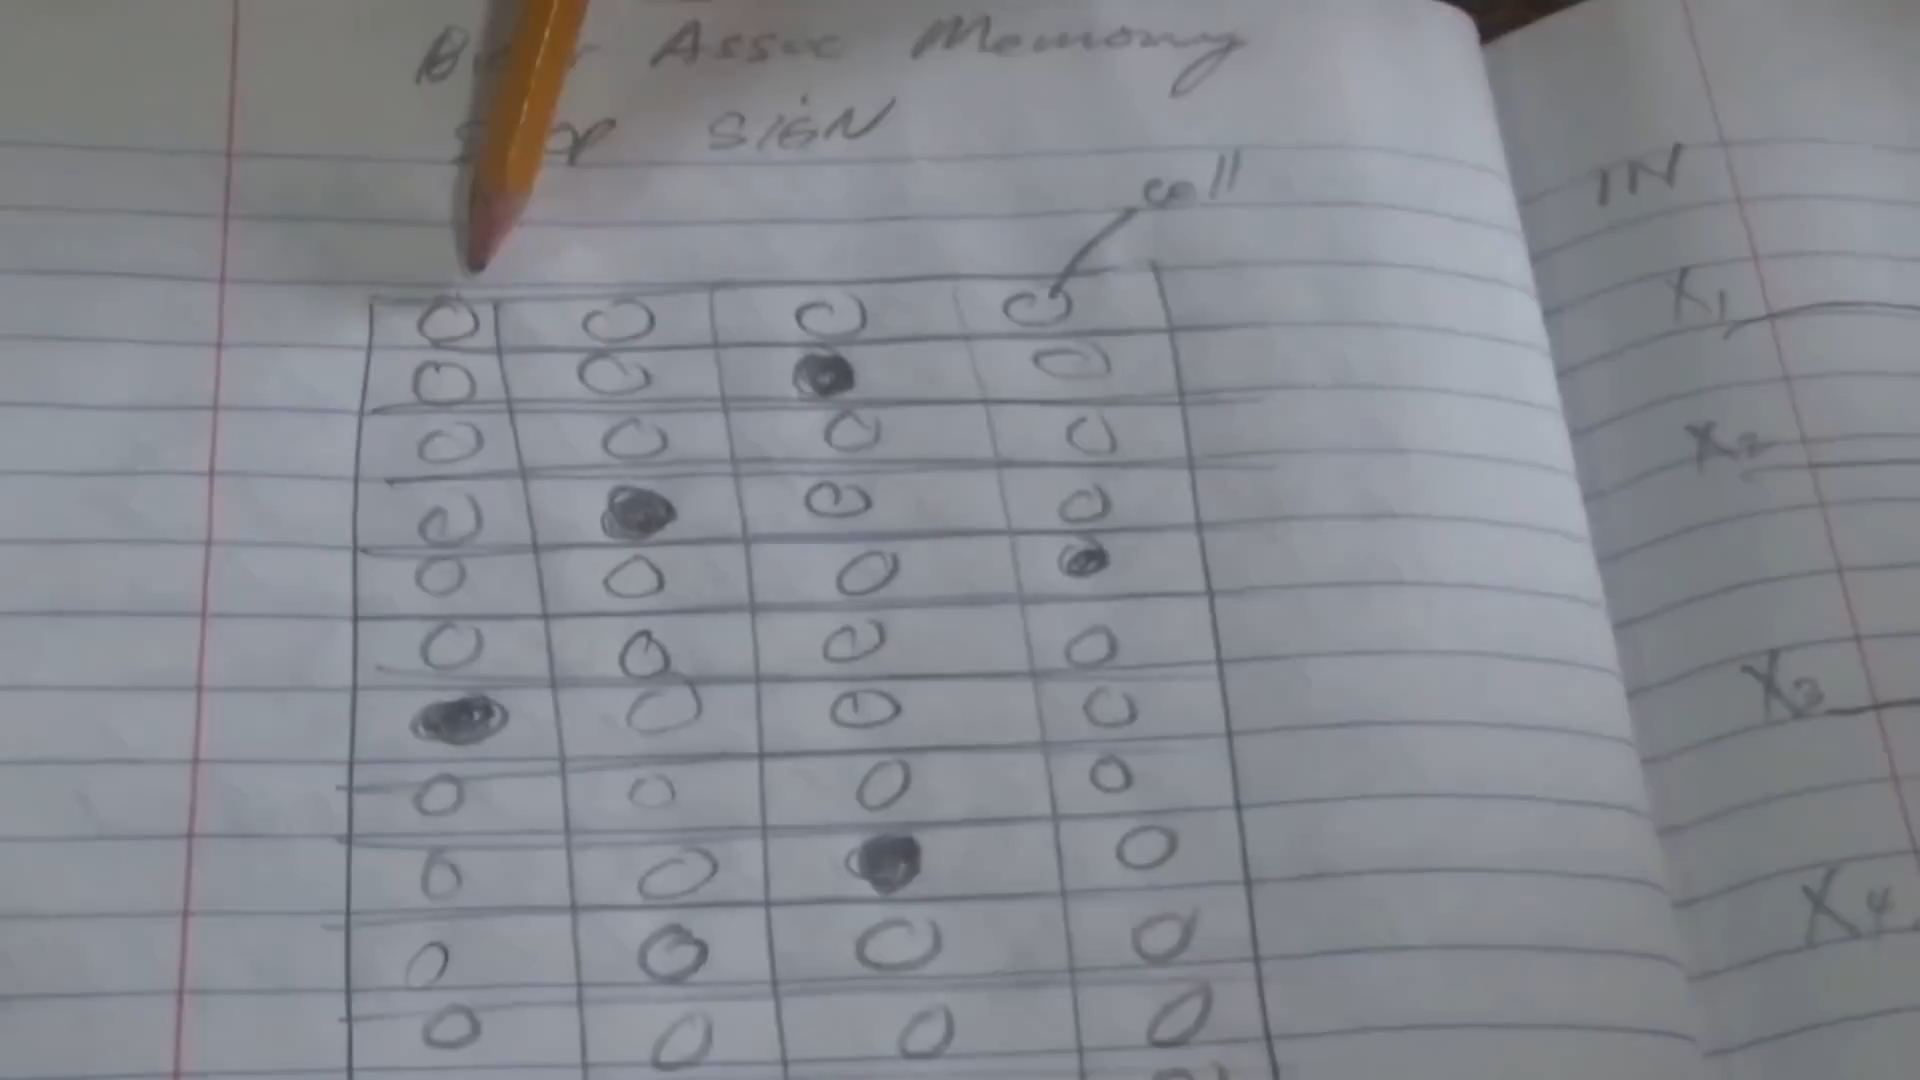 Assoc Memory
SIGN
cell
IN
X1
X2
X3
X4